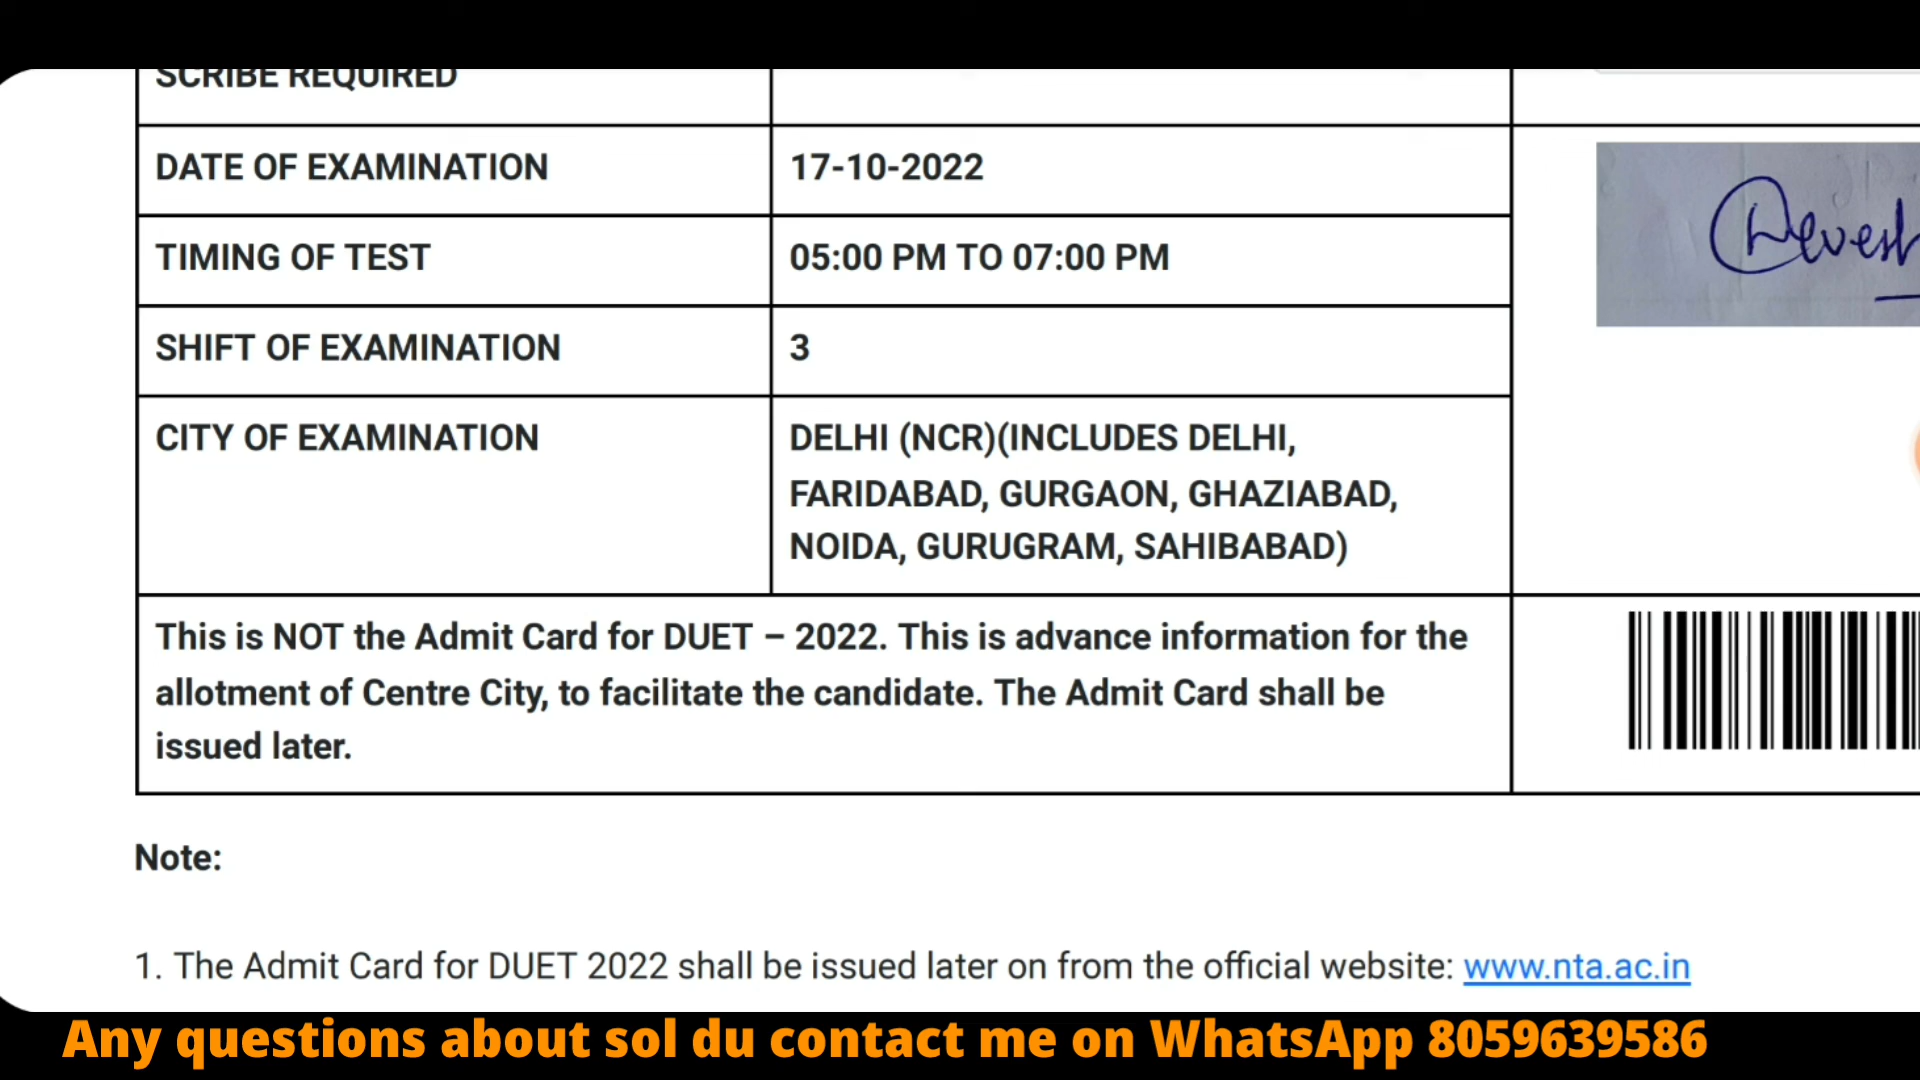 SCRIBE REQUIRED
DATE OF EXAMINATION
17-10-2022
TIMING OF TEST
05:00 PM TO 07:00 PM
SHIFT OF EXAMINATION
3
CITY OF EXAMINATION
DELHI (NCR)(INCLUDES DELHI,
FARIDABAD, GURGAON, GHAZIABAD,
NOIDA, GURUGRAM, SAHIBABAD)
Devesh
This is NOT the Admit Card for DUET – 2022. This is advance information for the
allotment of Centre City, to facilitate the candidate. The Admit Card shall be
issued later.
Note:
1. The Admit Card for DUET 2022 shall be issued later on from the official website: www.nta.ac.in
Any questions about sol du contact me on WhatsApp 8059639586